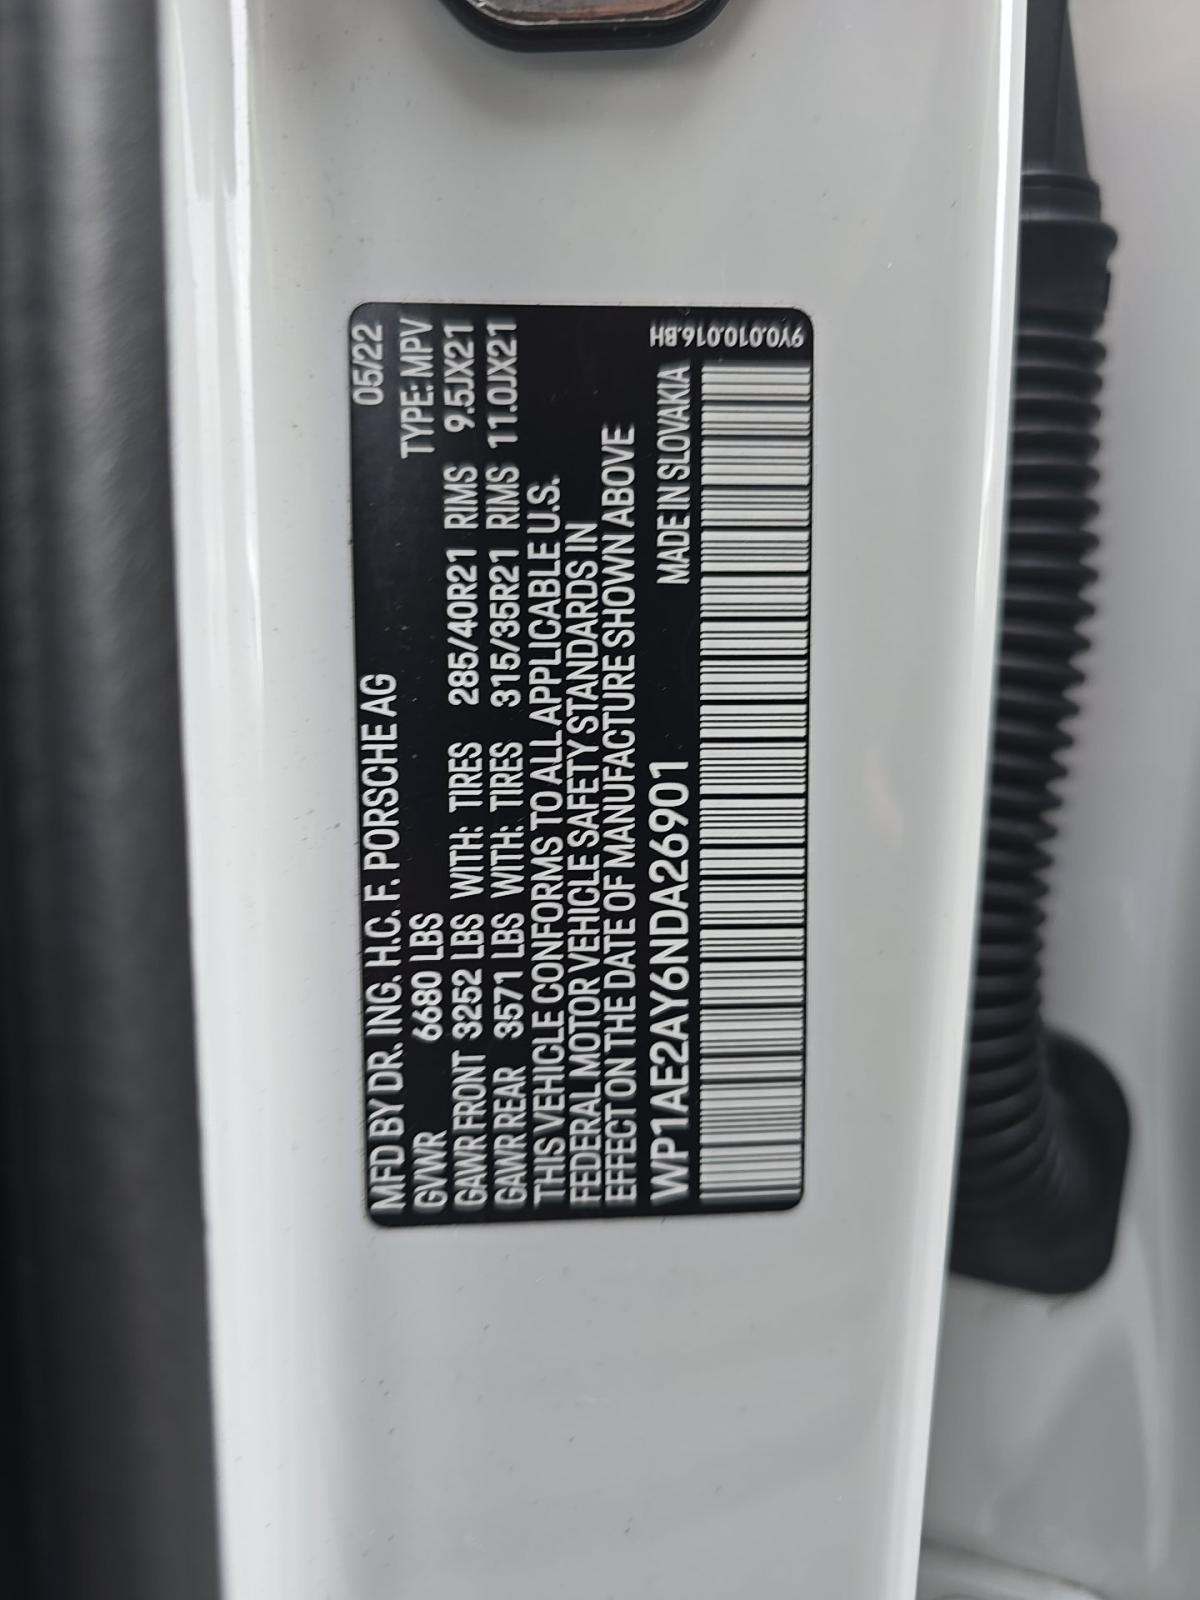 MFD BY DR. ING. H.C. F. PORSCHE AG 05/22
GVWR 6680 LBS TYPE: MPV
GAWR FRONT 3252 LBS WITH: TIRES 285/40R21 RIMS 9.5JX21
GAWR REAR 3571 LBS WITH: TIRES 315/35R21 RIMS 11.0JX21
THIS VEHICLE CONFORMS TO ALL APPLICABLE U.S.
FEDERAL MOTOR VEHICLE SAFETY STANDARDS IN
EFFECT ON THE DATE OF MANUFACTURE SHOWN ABOVE
WP1AE2AY6NDA26901 MADE IN SLOVAKIA
9Y0.010.016.BH